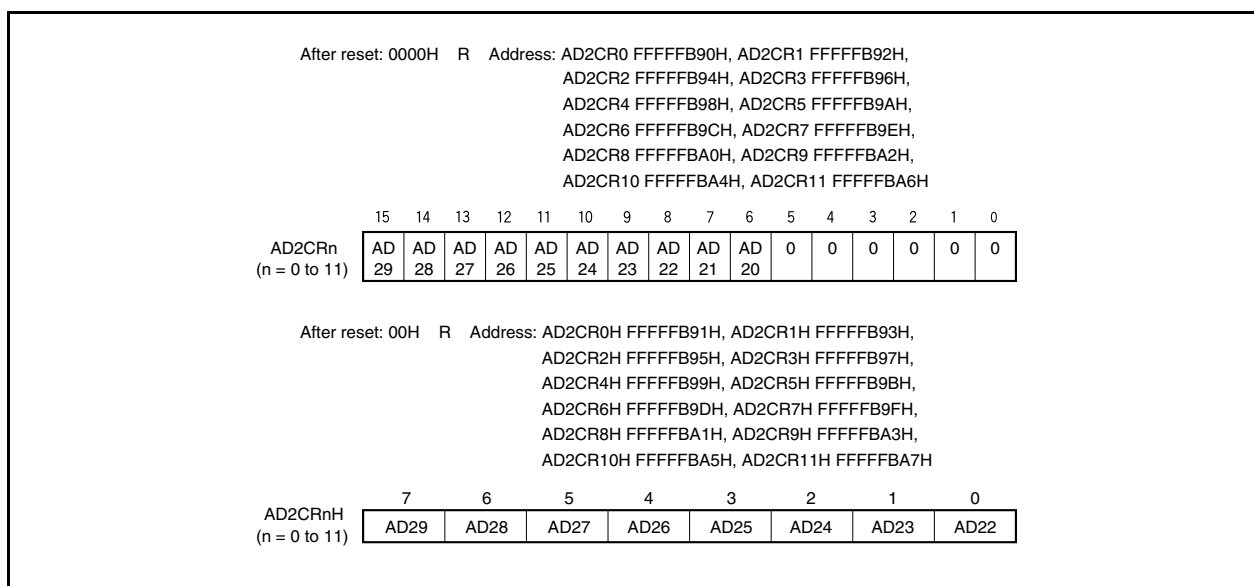 After reset: 0000H R Address: AD2CR0 FFFFFB90H, AD2CR1 FFFFFB92H,
AD2CR2 FFFFFB94H, AD2CR3 FFFFFB96H,
AD2CR4 FFFFFB98H, AD2CR5 FFFFFB9AH,
AD2CR6 FFFFFB9CH, AD2CR7 FFFFFB9EH,
AD2CR8 FFFFFBA0H, AD2CR9 FFFFFBA2H,
AD2CR10 FFFFFBA4H, AD2CR11 FFFFFBA6H
15 14 13 12 11 10 9 8 7 6 5 4 3 2 1 0
AD2CRn AD AD AD AD AD AD AD AD AD AD 0 0 0 0 0 0
(n = 0 to 11) 29 28 27 26 25 24 23 22 21 20
After reset: 00H R Address: AD2CR0H FFFFFB91H, AD2CR1H FFFFFB93H,
AD2CR2H FFFFFB95H, AD2CR3H FFFFFB97H,
AD2CR4H FFFFFB99H, AD2CR5H FFFFFB9BH,
AD2CR6H FFFFFB9DH, AD2CR7H FFFFFB9FH,
AD2CR8H FFFFFBA1H, AD2CR9H FFFFFBA3H,
AD2CR10H FFFFFBA5H, AD2CR11H FFFFFBA7H
7 6 5 4 3 2 1 0
AD2CRnH AD29 AD28 AD27 AD26 AD25 AD24 AD23 AD22
(n = 0 to 11)